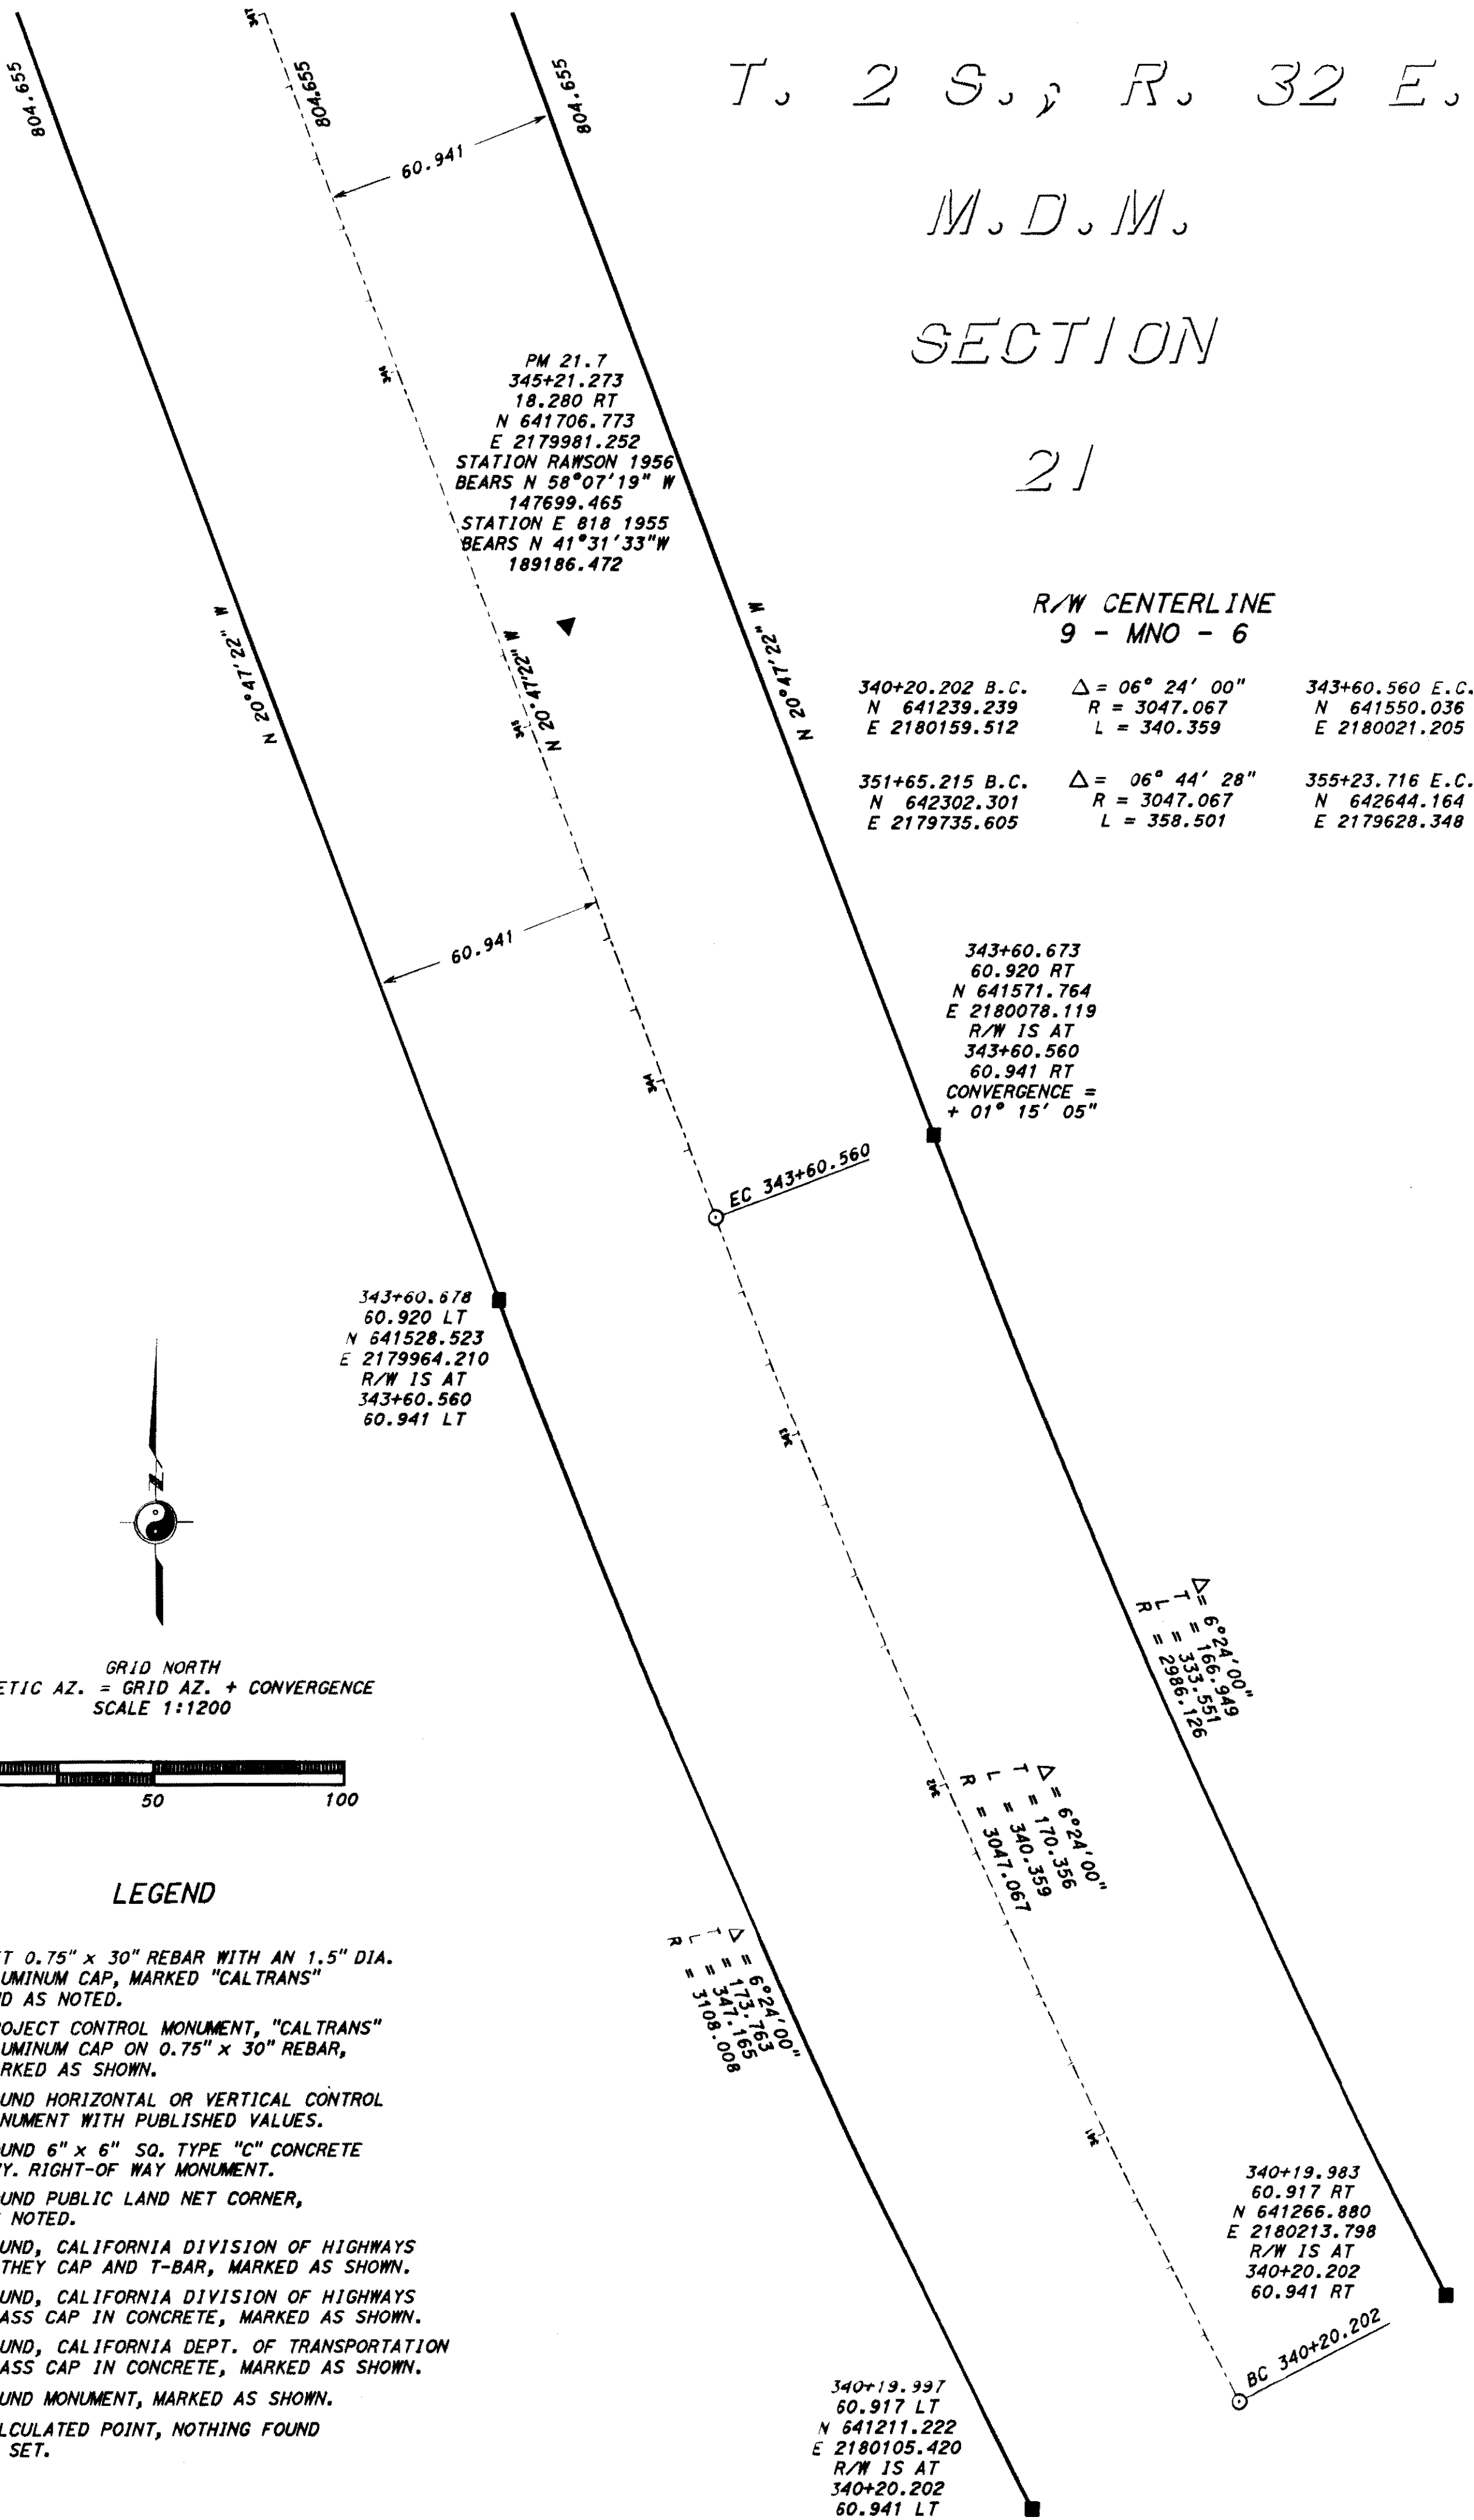 T. 2 S., R. 32 E.
M.D.M.
SECTION
21
347
804.655
804.655
804.655
60.941
346
PM 21.7
345+21.273
18.280 RT
N 641706.773
E 2179981.252
STATION RAWSON 1956
BEARS N 58°07'19" W
147699.465
STATION E 818 1955
BEARS N 41°31'33"W
189186.472
N 20°47'22" W
N 20°47'22" W
N 20°47'22" W
345
R/W CENTERLINE
9 - MNO - 6
340+20.202 B.C. Δ = 06° 24' 00" 343+60.560 E.C.
N 641239.239 R = 3047.067 N 641550.036
E 2180159.512 L = 340.359 E 2180021.205
351+65.215 B.C. Δ = 06° 44' 28" 355+23.716 E.C.
N 642302.301 R = 3047.067 N 642644.164
E 2179735.605 L = 358.501 E 2179628.348
60.941
343+60.673
60.920 RT
N 641571.764
E 2180078.119
R/W IS AT
343+60.560
60.941 RT
CONVERGENCE =
+ 01° 15' 05"
344
EC 343+60.560
343+60.678
60.920 LT
N 641528.523
E 2179964.210
R/W IS AT
343+60.560
60.941 LT
343
N
GRID NORTH
ETIC AZ. = GRID AZ. + CONVERGENCE
SCALE 1:1200
50 100
Δ = 6°24'00"
T = 166.949
L = 333.551
R = 2986.126
342
Δ = 6°24'00"
T = 170.356
L = 340.359
R = 3047.067
Δ = 6°24'00"
T = 173.763
L = 347.165
R = 3108.008
LEGEND
T 0.75" x 30" REBAR WITH AN 1.5" DIA.
UMINUM CAP, MARKED "CALTRANS"
D AS NOTED.
OJECT CONTROL MONUMENT, "CALTRANS"
UMINUM CAP ON 0.75" x 30" REBAR,
RKED AS SHOWN.
UND HORIZONTAL OR VERTICAL CONTROL
NUMENT WITH PUBLISHED VALUES.
UND 6" x 6" SQ. TYPE "C" CONCRETE
Y. RIGHT-OF WAY MONUMENT.
UND PUBLIC LAND NET CORNER,
NOTED.
UND, CALIFORNIA DIVISION OF HIGHWAYS
THEY CAP AND T-BAR, MARKED AS SHOWN.
UND, CALIFORNIA DIVISION OF HIGHWAYS
ASS CAP IN CONCRETE, MARKED AS SHOWN.
UND, CALIFORNIA DEPT. OF TRANSPORTATION
ASS CAP IN CONCRETE, MARKED AS SHOWN.
UND MONUMENT, MARKED AS SHOWN.
LCULATED POINT, NOTHING FOUND
SET.
341
340+19.983
60.917 RT
N 641266.880
E 2180213.798
R/W IS AT
340+20.202
60.941 RT
BC 340+20.202
340+19.997
60.917 LT
N 641211.222
E 2180105.420
R/W IS AT
340+20.202
60.941 LT